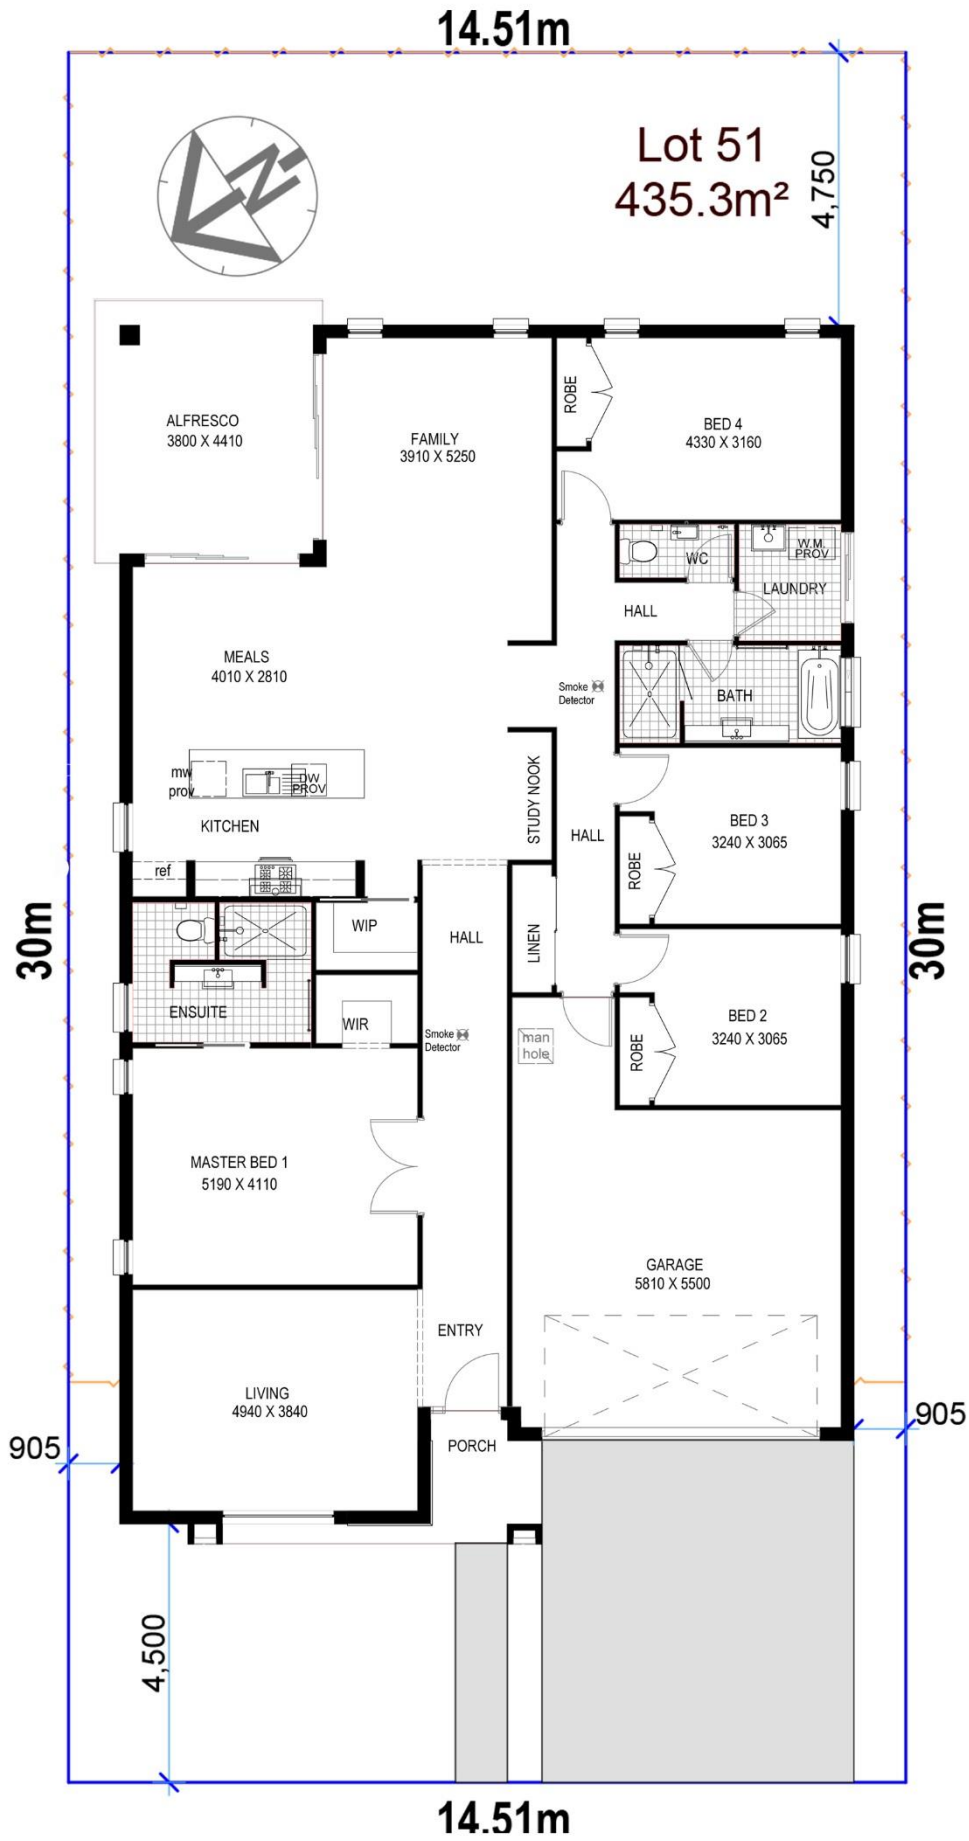 14.51m
Lot 51
435.3m²
4,750
N
ALFRESCO
3800 X 4410
FAMILY
3910 X 5250
ROBE
BED 4
4330 X 3160
WC
W.M.
PROV
LAUNDRY
HALL
MEALS
4010 X 2810
Smoke
Detector
BATH
mw
prov
DW
PROV
KITCHEN
STUDY NOOK
HALL
BED 3
3240 X 3065
ROBE
ref
30m
WIP
HALL
LINEN
30m
ENSUITE
WIR
Smoke
Detector
man
hole
ROBE
BED 2
3240 X 3065
MASTER BED 1
5190 X 4110
GARAGE
5810 X 5500
ENTRY
LIVING
4940 X 3840
905
PORCH
905
4,500
14.51m